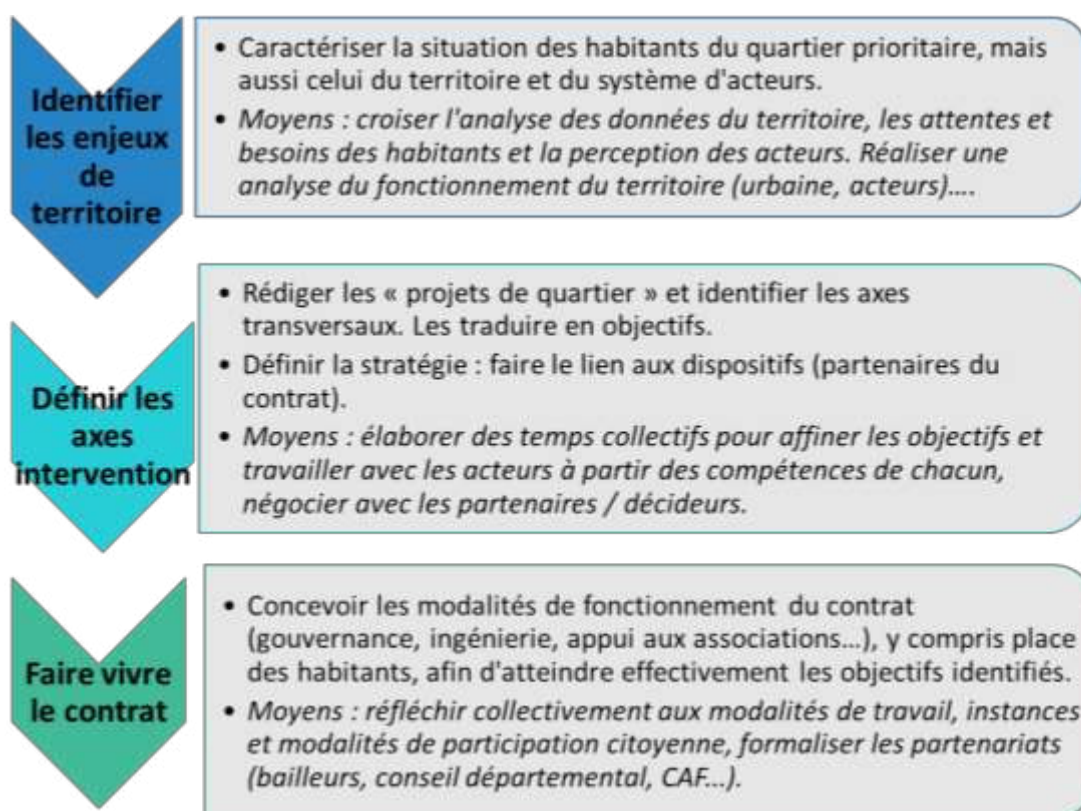 Identifier
les enjeux
de
territoire
• Caractériser la situation des habitants du quartier prioritaire, mais
aussi celui du territoire et du système d'acteurs.
• Moyens : croiser l'analyse des données du territoire, les attentes et
besoins des habitants et la perception des acteurs. Réaliser une
analyse du fonctionnement du territoire (urbaine, acteurs)....
Définir les
axes
intervention
• Rédiger les « projets de quartier » et identifier les axes
transversaux. Les traduire en objectifs.
• Définir la stratégie : faire le lien aux dispositifs (partenaires du
contrat).
• Moyens : élaborer des temps collectifs pour affiner les objectifs et
travailler avec les acteurs à partir des compétences de chacun,
négocier avec les partenaires / décideurs.
Faire vivre
le contrat
• Concevoir les modalités de fonctionnement du contrat
(gouvernance, ingénierie, appui aux associations...), y compris place
des habitants, afin d'atteindre effectivement les objectifs identifiés.
• Moyens : réfléchir collectivement aux modalités de travail, instances
et modalités de participation citoyenne, formaliser les partenariats
(bailleurs, conseil départemental, CAF...).